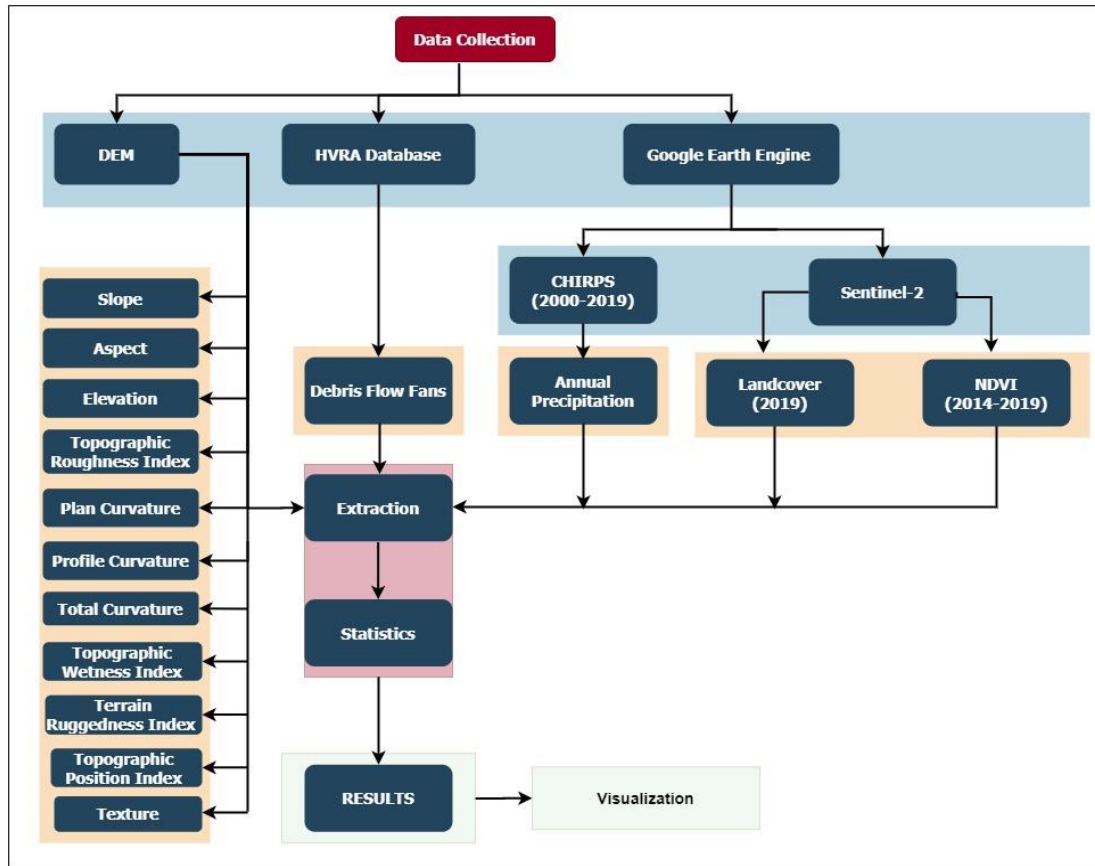 Data Collection
DEM
HVRA Database
Google Earth Engine
CHIRPS
(2000-2019)
Sentinel-2
Slope
Aspect
Elevation
Topographic
Roughness Index
Plan Curvature
Profile Curvature
Total Curvature
Topographic
Wetness Index
Terrain
Ruggedness Index
Topographic
Position Index
Texture
Debris Flow Fans
Annual
Precipitation
Landcover
(2019)
NDVI
(2014-2019)
Extraction
Statistics
RESULTS
Visualization